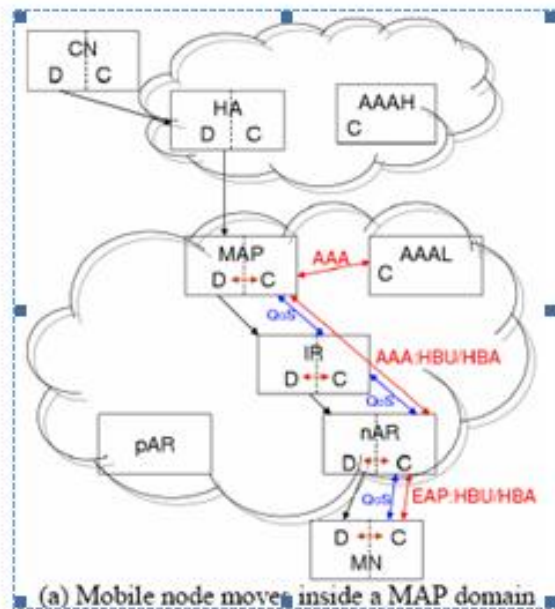 CN
D C
HA
D C
AAAH
C
MAP
D C
AAA
AAAL
C
QoS
IR
D C
AAA:HBU/HBA
QoS
pAR
nAR
D C
QoS
EAP:HBU/HBA
D C
MN
(a) Mobile node moves inside a MAP domain